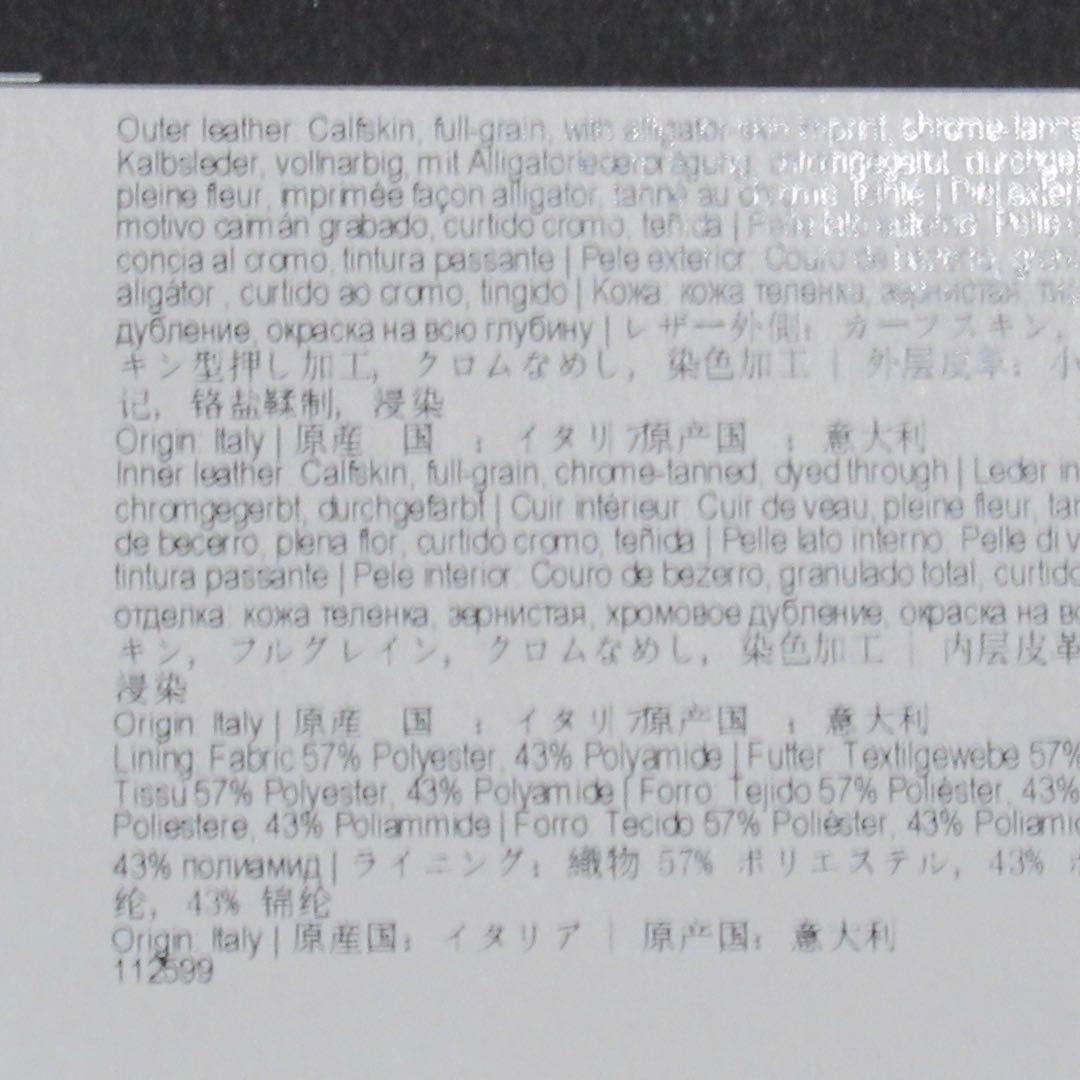 Outer leather: Calfskin, full-grain, with alligator-skin imprint, chrome-tanne
Kalbsleder, vollnarbig, mit Alligatorlederprägung, chromgegerbt, durchge
pleine fleur, imprimée façon alligator, tanné au chrome, teinté | Piel exteri
motivo caimán grabado, curtido cromo, teñida | Pelle lato esterno: Pelle
concia al cromo, tintura passante | Pele exterior: Couro de bezerro,
aligátor , curtido ao cromo, tingido | Кожа: кожа теленка, зернистая, ти
дубление, окраска на всю глубину | レザー外側: カーフスキン,
キン型押し加工, クロムなめし, 染色加工 | 外层皮革: 小
记, 铬盐鞣制, 浸染
Origin: Italy | 原産 国 : イタリア原产国 : 意大利
Inner leather: Calfskin, full-grain, chrome-tanned, dyed through | Leder in
chromgegerbt, durchgefärbt | Cuir intérieur: Cuir de veau, pleine fleur, tan
de becerro, plena flor, curtido cromo, teñida | Pelle lato interno: Pelle di v
tintura passante | Pele interior: Couro de bezerro, granulado total, curtido
отделка: кожа теленка, зернистая, хромовое дубление, окраска на вс
キン, フルグレイン, クロムなめし, 染色加工 | 内层皮革
浸染
Origin: Italy | 原産 国 : イタリア原产国 : 意大利
Lining: Fabric 57% Polyester, 43% Polyamide | Futter: Textilgewebe 57%
Tissu 57% Polyester, 43% Polyamide | Forro: Tejido 57% Poliéster, 43%
Poliestere, 43% Poliammide | Forro: Tecido 57% Poliéster, 43% Poliamid
43% полиамид | ライニング: 織物 57% ポリエステル, 43% ポ
纶, 43% 锦纶
Origin: Italy | 原産国: イタリア | 原产国: 意大利
112599